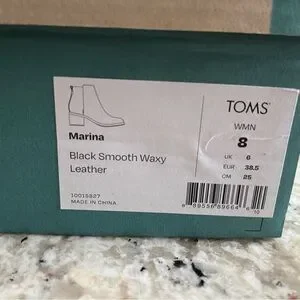 TOMS®
WMN
8
Marina
UK 6
Black Smooth Waxy
Leather
EUR 38.5
CM 25
10015827
MADE IN CHINA